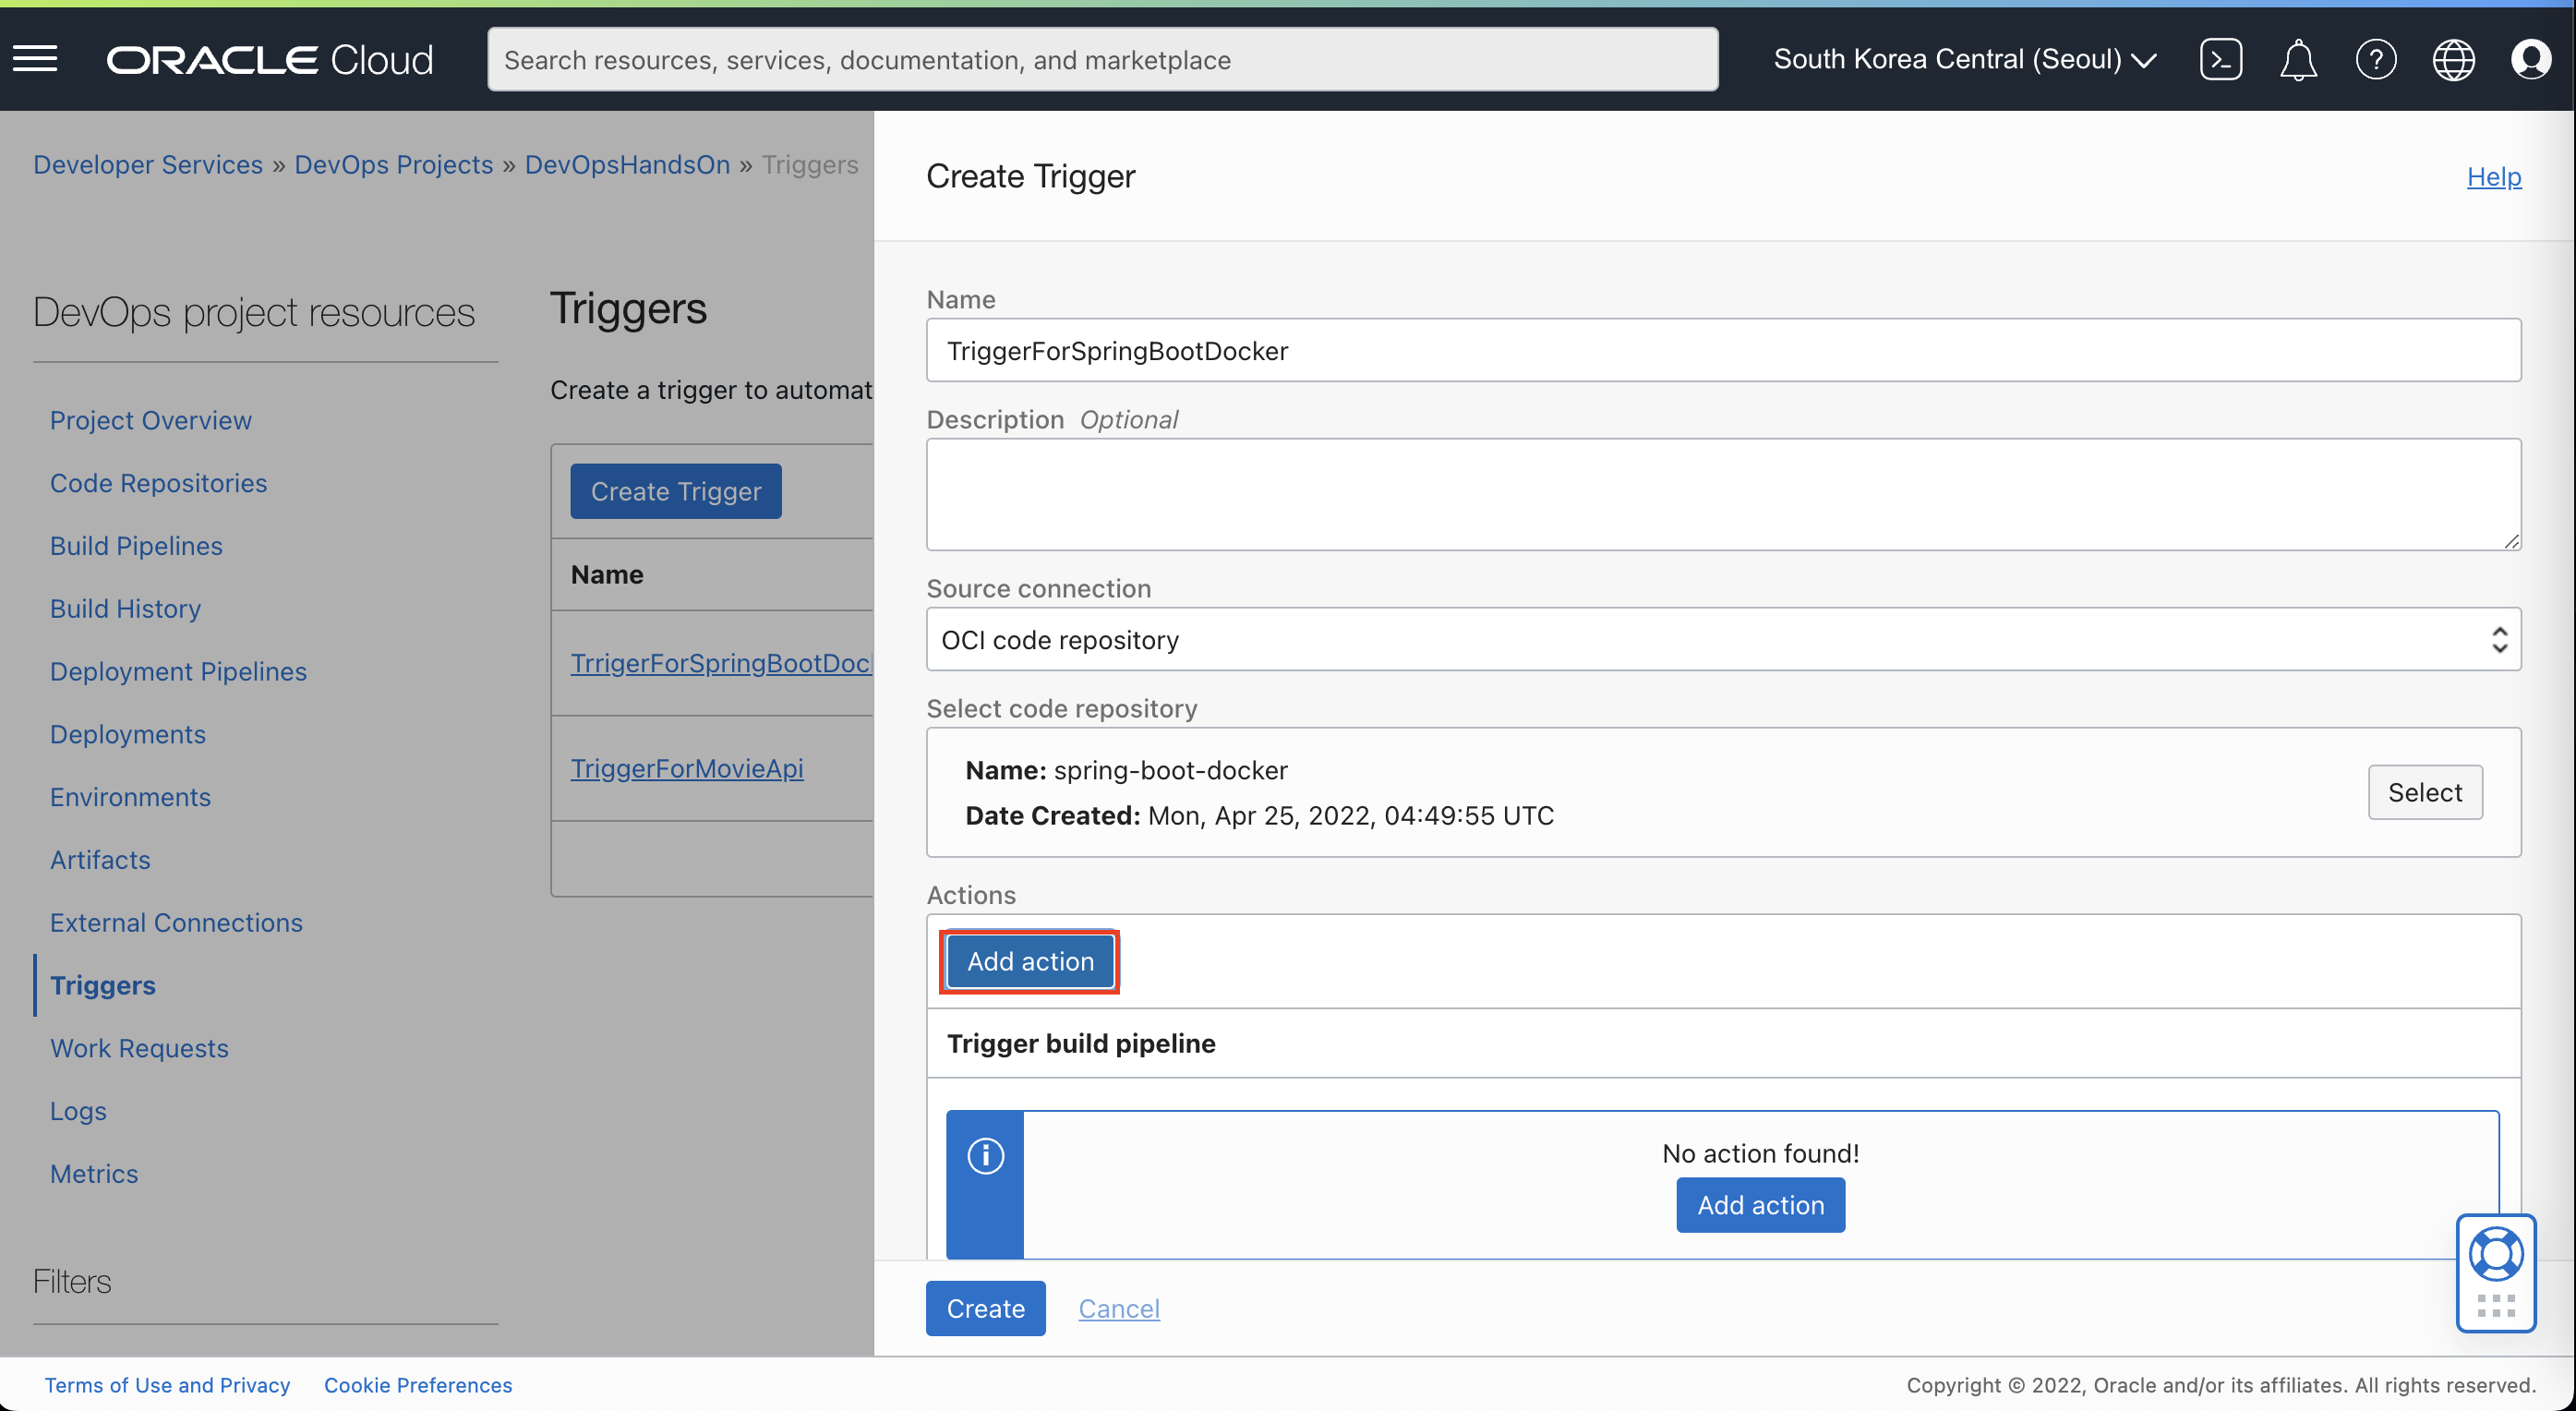 ORACLE Cloud
Search resources, services, documentation, and marketplace
South Korea Central (Seoul)
Developer Services » DevOps Projects » DevOpsHandsOn » Triggers
DevOps project resources
Project Overview
Code Repositories
Build Pipelines
Build History
Deployment Pipelines
Deployments
Environments
Artifacts
External Connections
Triggers
Work Requests
Logs
Metrics
Filters
Triggers
Create a trigger to automat
Create Trigger
Name
TrrigerForSpringBootDoc
TriggerForMovieApi
Create Trigger
Help
Name
TriggerForSpringBootDocker
Description Optional
Source connection
OCI code repository
Select code repository
Name: spring-boot-docker
Date Created: Mon, Apr 25, 2022, 04:49:55 UTC
Select
Actions
Add action
Trigger build pipeline
No action found!
Add action
Create Cancel
Terms of Use and Privacy Cookie Preferences
Copyright © 2022, Oracle and/or its affiliates. All rights reserved.